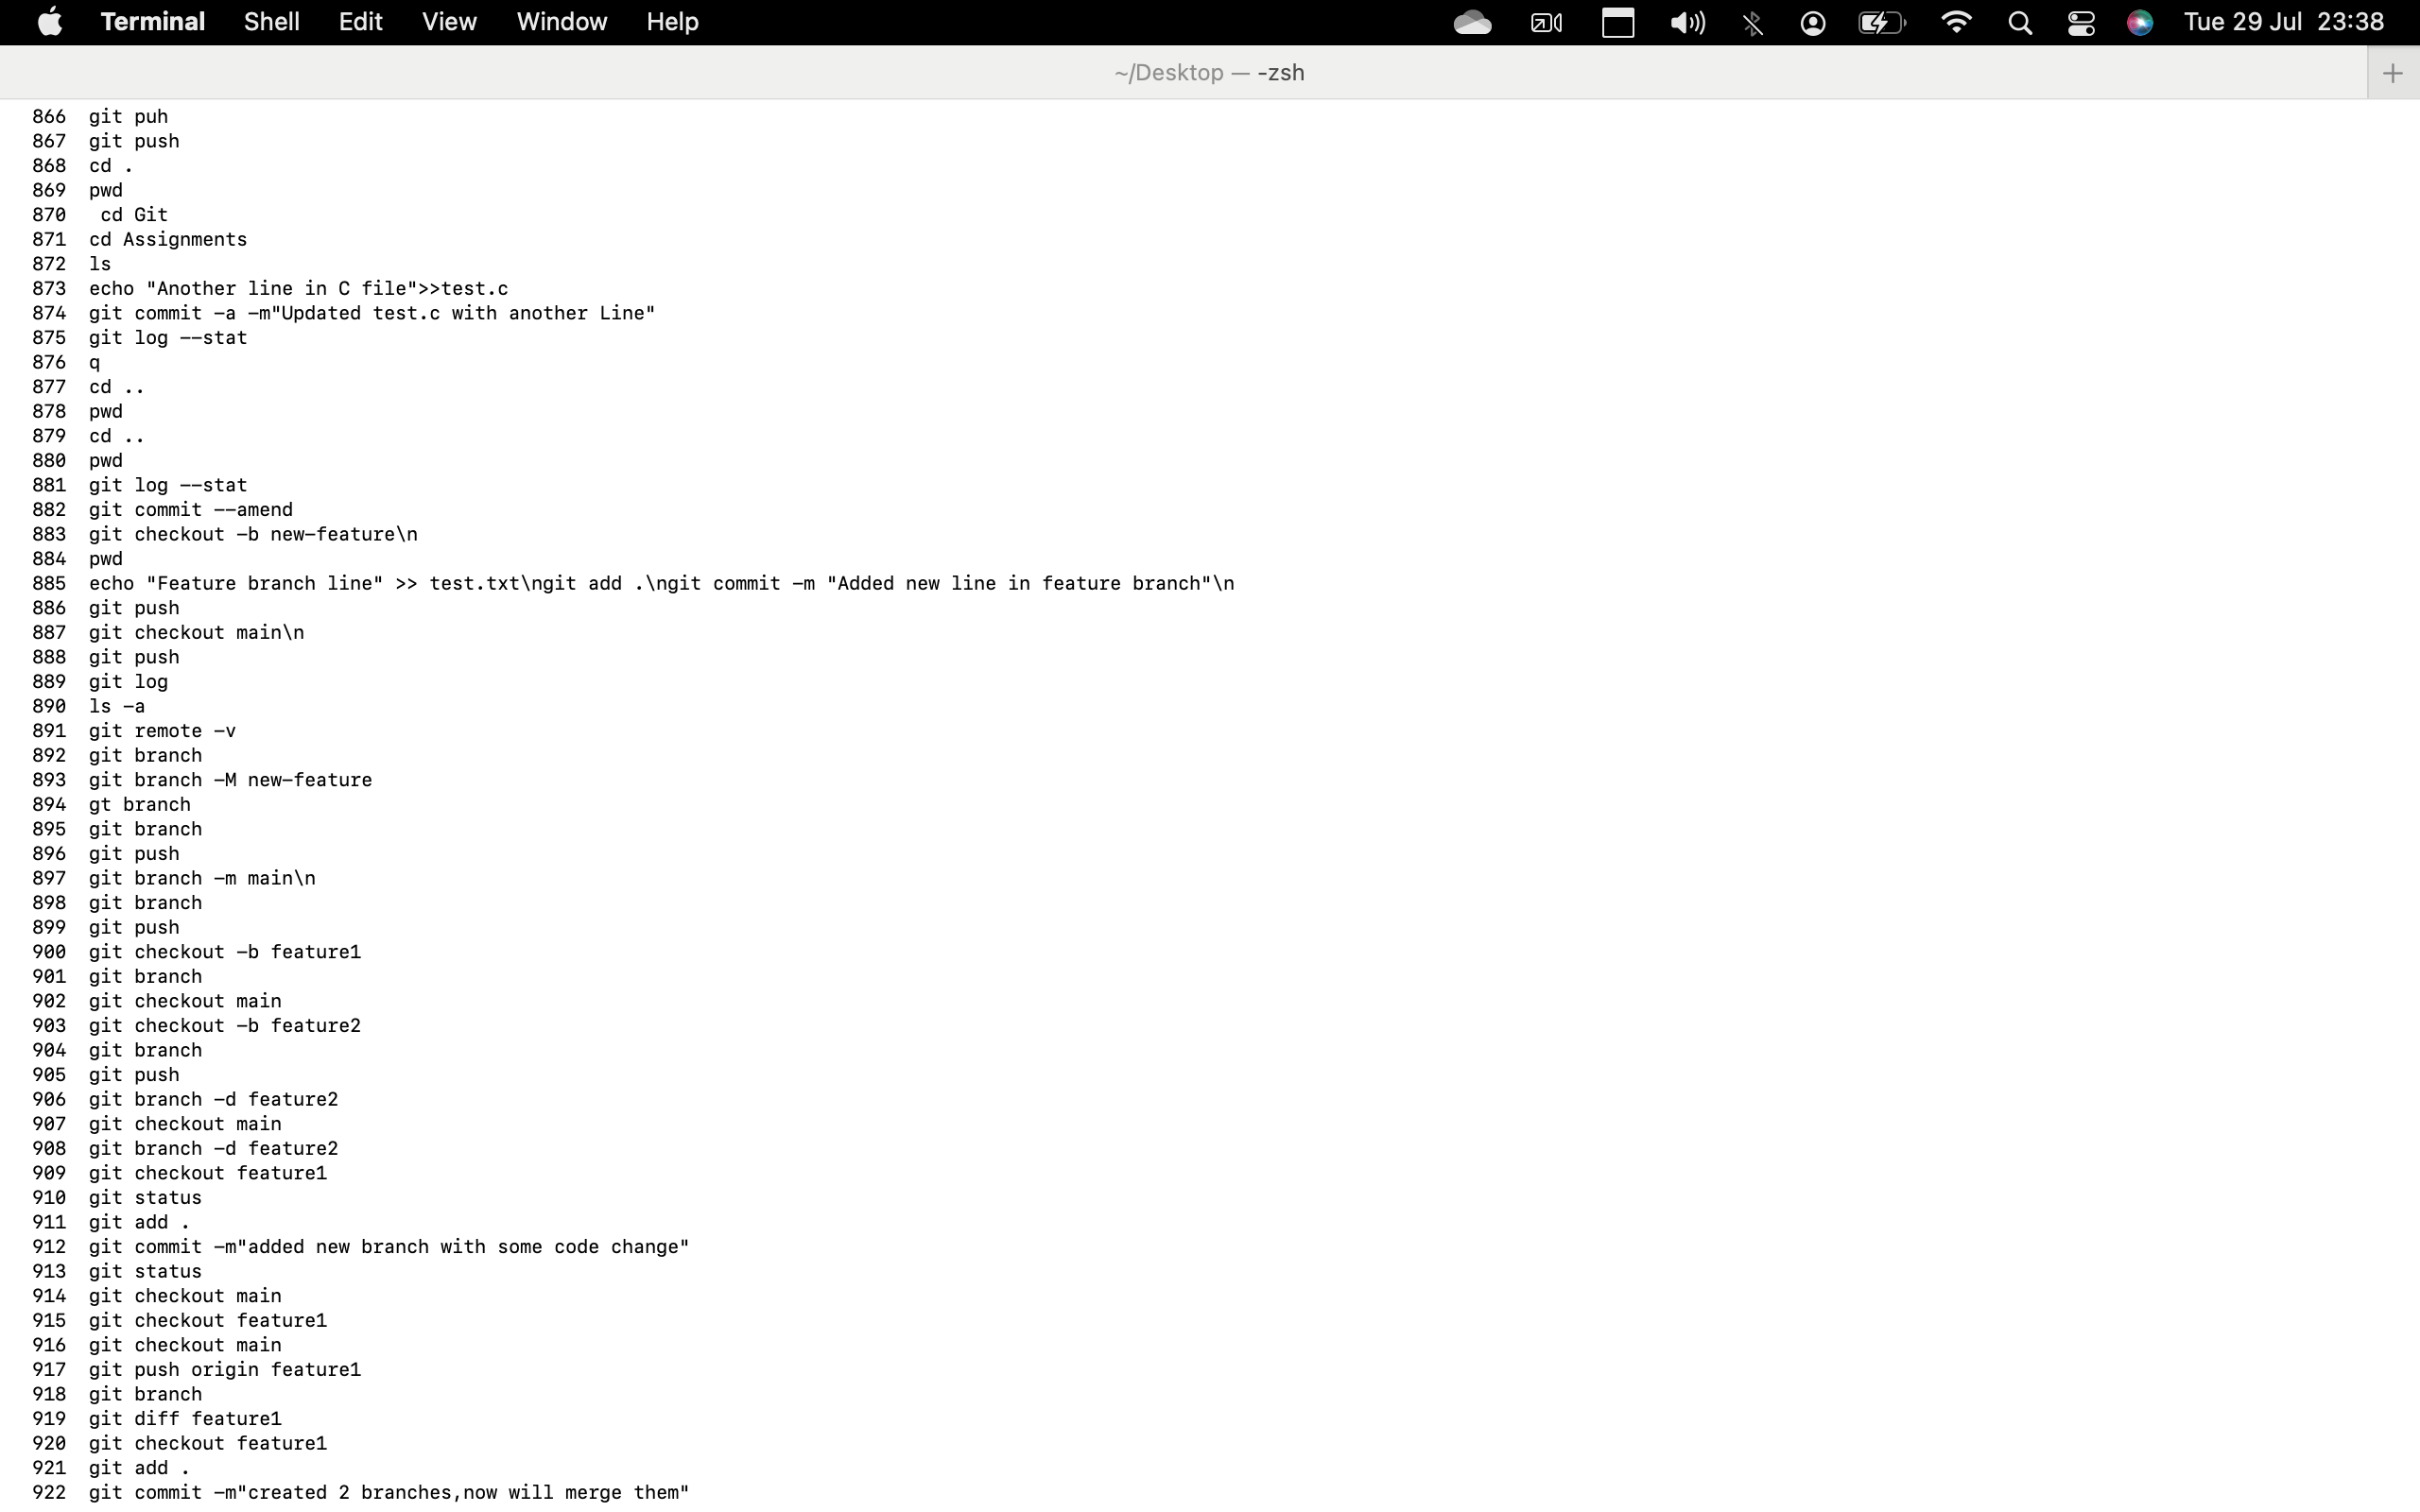 Terminal Shell Edit View Window Help Tue 29 Jul 23:38
~/Desktop — -zsh
866 git puh
867 git push
868 cd .
869 pwd
870  cd Git
871 cd Assignments
872 ls
873 echo "Another line in C file">>test.c
874 git commit -a -m"Updated test.c with another Line"
875 git log --stat
876 q
877 cd ..
878 pwd
879 cd ..
880 pwd
881 git log --stat
882 git commit --amend
883 git checkout -b new-feature\n
884 pwd
885 echo "Feature branch line" >> test.txt\ngit add .\ngit commit -m "Added new line in feature branch"\n
886 git push
887 git checkout main\n
888 git push
889 git log
890 ls -a
891 git remote -v
892 git branch
893 git branch -M new-feature
894 gt branch
895 git branch
896 git push
897 git branch -m main\n
898 git branch
899 git push
900 git checkout -b feature1
901 git branch
902 git checkout main
903 git checkout -b feature2
904 git branch
905 git push
906 git branch -d feature2
907 git checkout main
908 git branch -d feature2
909 git checkout feature1
910 git status
911 git add .
912 git commit -m"added new branch with some code change"
913 git status
914 git checkout main
915 git checkout feature1
916 git checkout main
917 git push origin feature1
918 git branch
919 git diff feature1
920 git checkout feature1
921 git add .
922 git commit -m"created 2 branches,now will merge them"